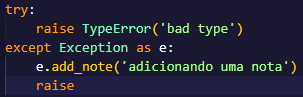 try:
    raise TypeError('bad type')
except Exception as e:
    e.add_note('adicionando uma nota')
    raise